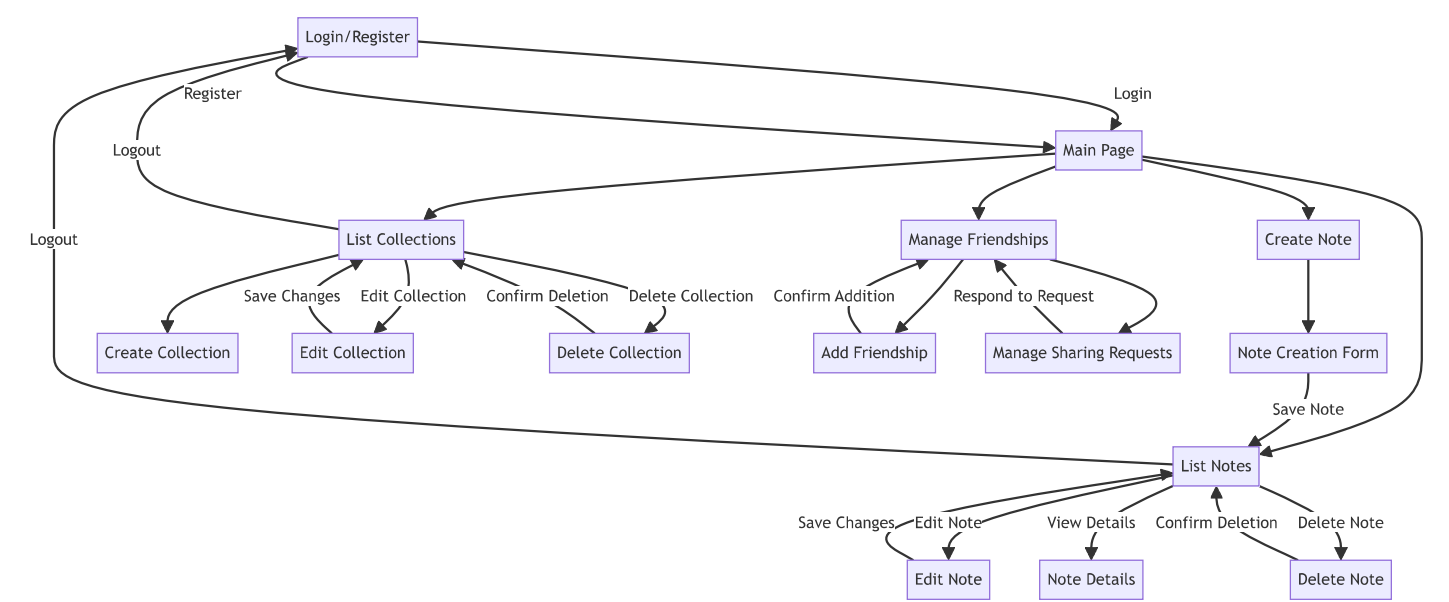 Login/Register
Register
Login
Logout
Main Page
Logout
List Collections
Manage Friendships
Create Note
Save Changes
Edit Collection
Confirm Deletion
Delete Collection
Confirm Addition
Respond to Request
Create Collection
Edit Collection
Delete Collection
Add Friendship
Manage Sharing Requests
Note Creation Form
Save Note
List Notes
Save Changes
Edit Note
View Details
Confirm Deletion
Delete Note
Edit Note
Note Details
Delete Note